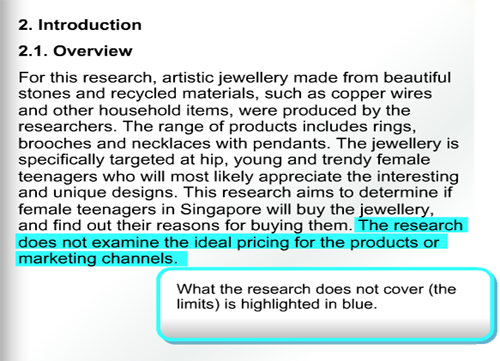 2. Introduction
2.1. Overview
For this research, artistic jewellery made from beautiful
stones and recycled materials, such as copper wires
and other household items, were produced by the
researchers. The range of products includes rings,
brooches and necklaces with pendants. The jewellery is
specifically targeted at hip, young and trendy female
teenagers who will most likely appreciate the interesting
and unique designs. This research aims to determine if
female teenagers in Singapore will buy the jewellery,
and find out their reasons for buying them. The research
does not examine the ideal pricing for the products or
marketing channels.
What the research does not cover (the
limits) is highlighted in blue.